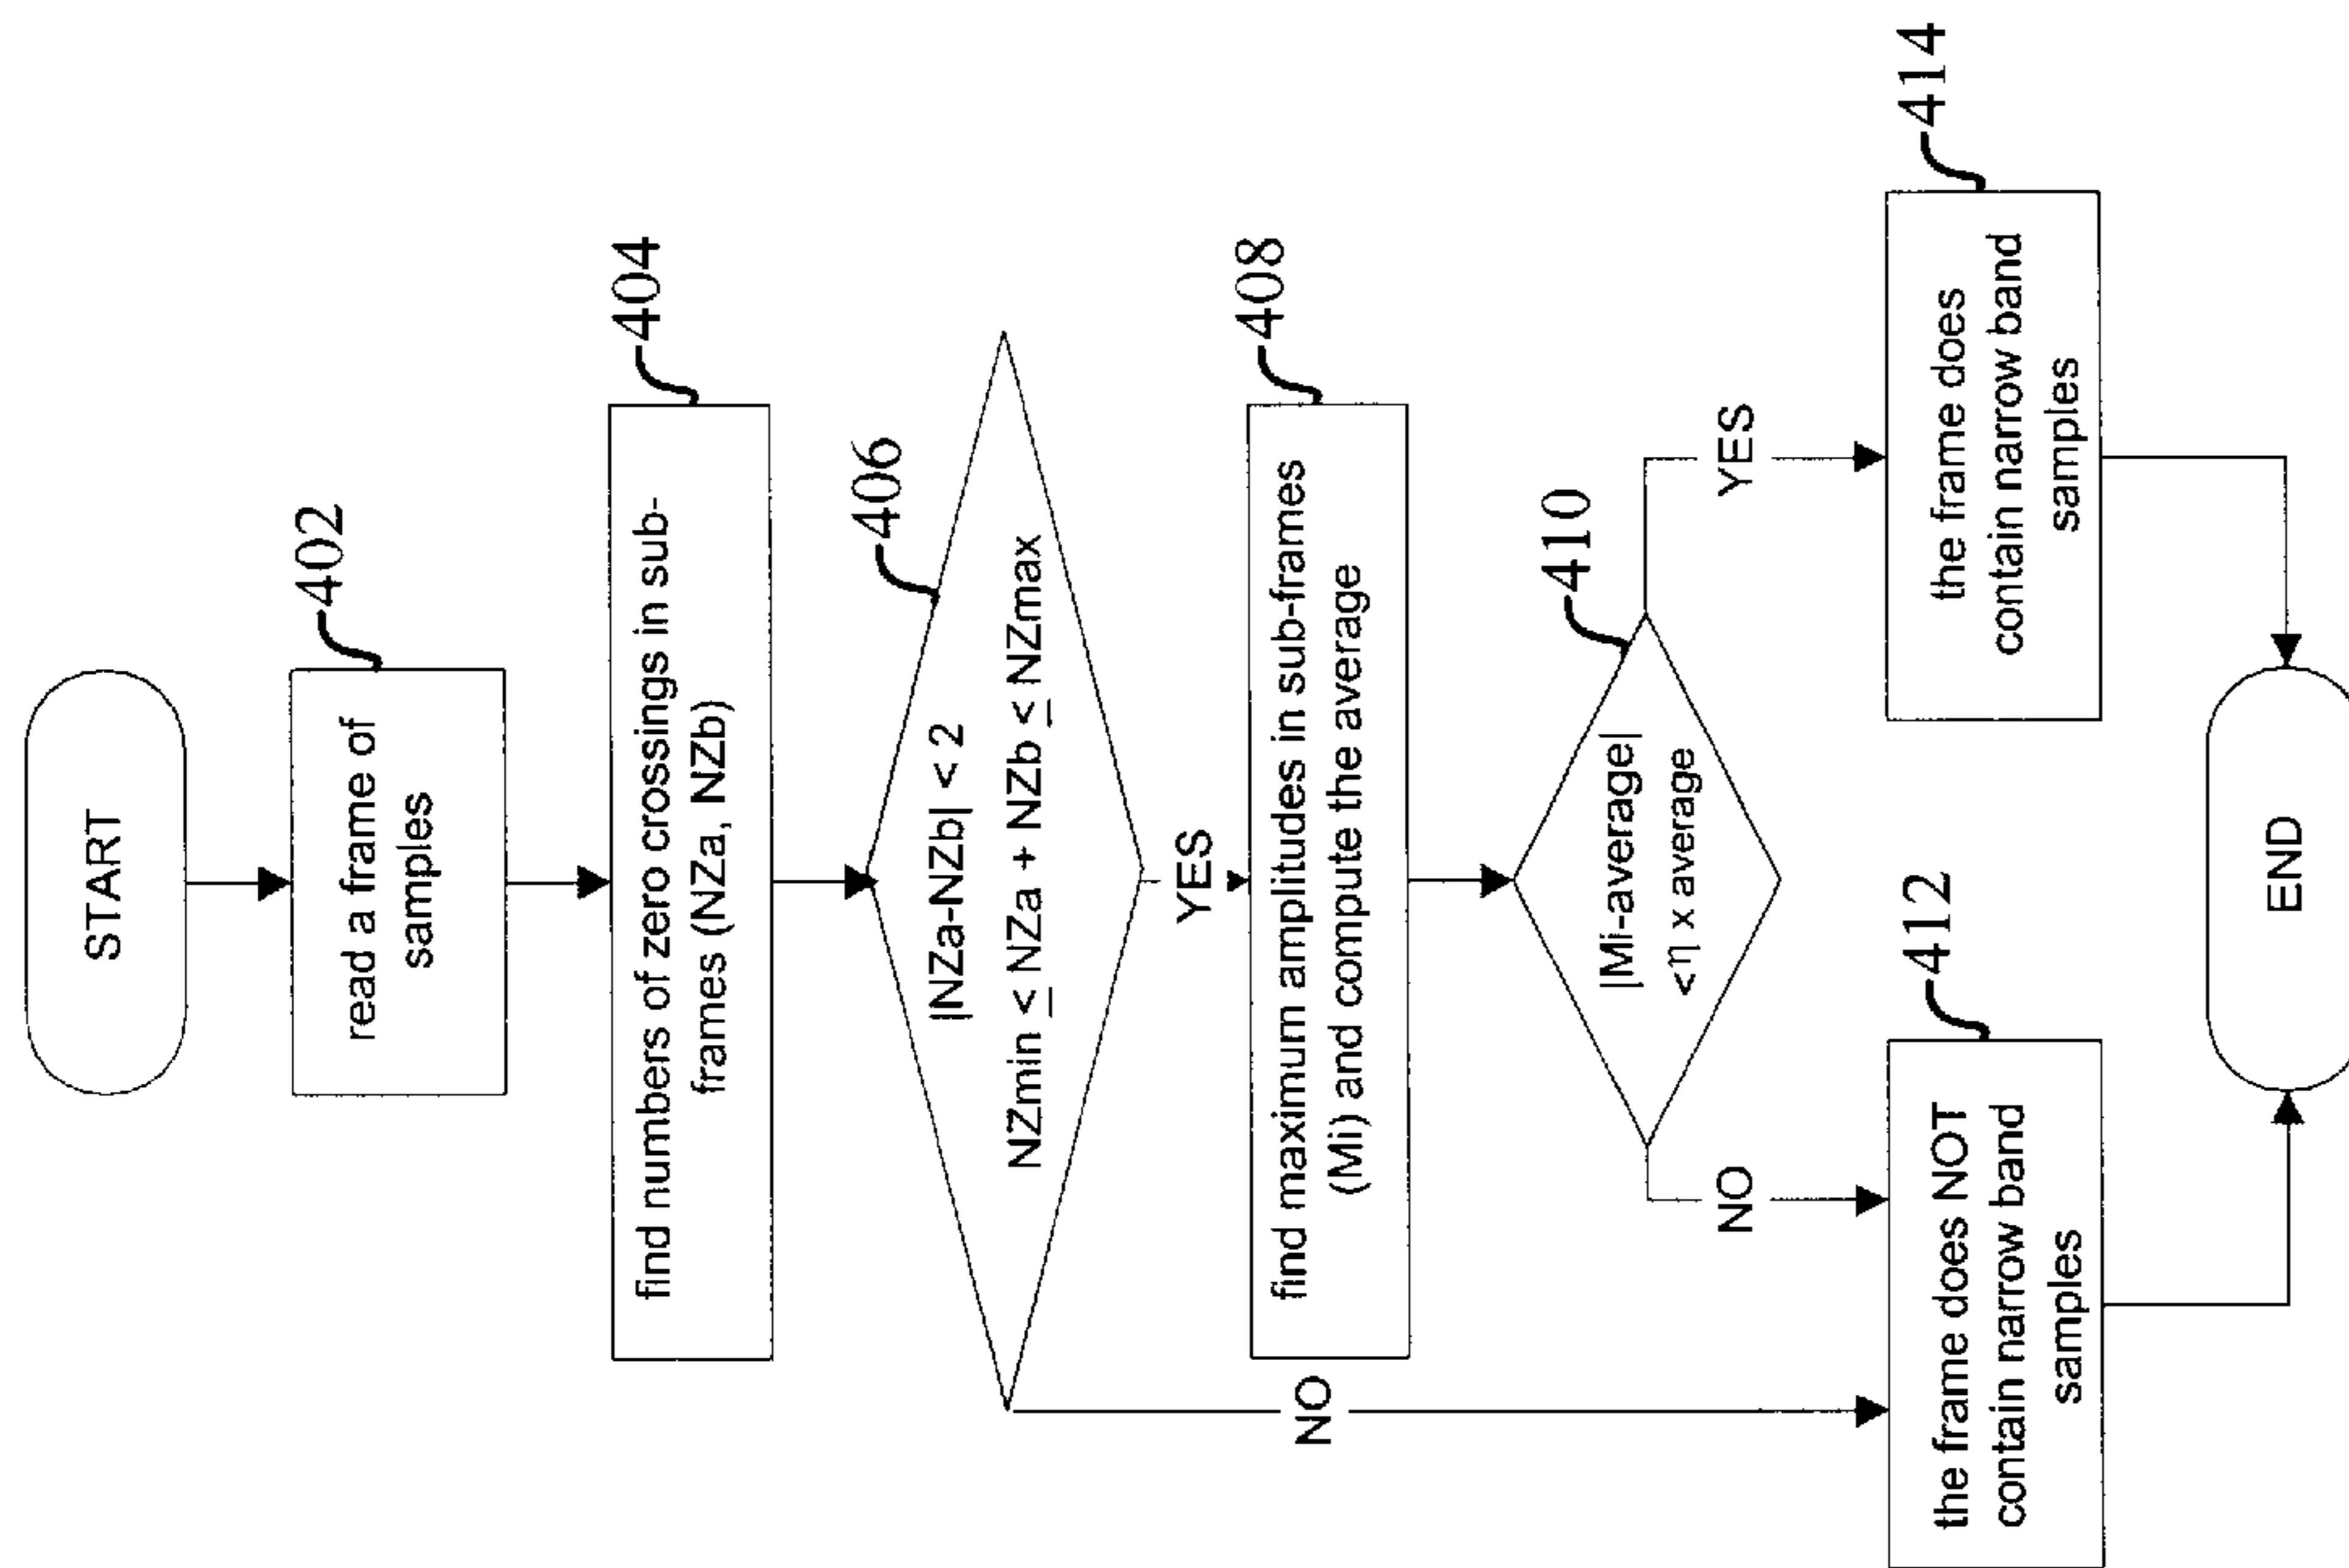 START
402
read a frame of
samples
404
find numbers of zero crossings in sub-
frames (NZa, NZb)
406
|NZa-NZb| < 2
NZmin ≤ NZa + NZb ≤ NZmax
YES
408
find maximum amplitudes in sub-frames
(Mi) and compute the average
NO
410
|Mi-average|
<η x average
NO
YES
412
the frame does NOT
contain narrow band
samples
414
the frame does
contain narrow band
samples
END